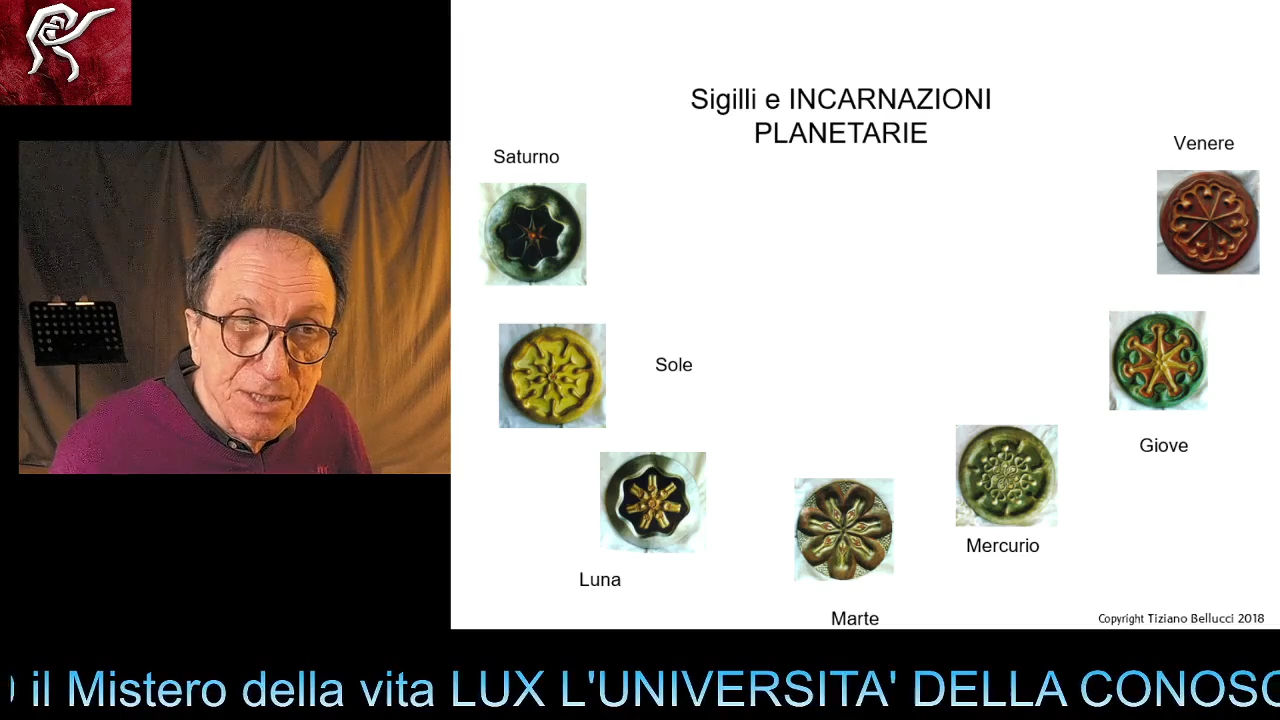 Sigilli e INCARNAZIONI
PLANETARIE
Saturno
Venere
Sole
Giove
Mercurio
Luna
Marte
Copyright Tiziano Bellucci 2018
) il Mistero della vita LUX L'UNIVERSITA' DELLA CONOSC